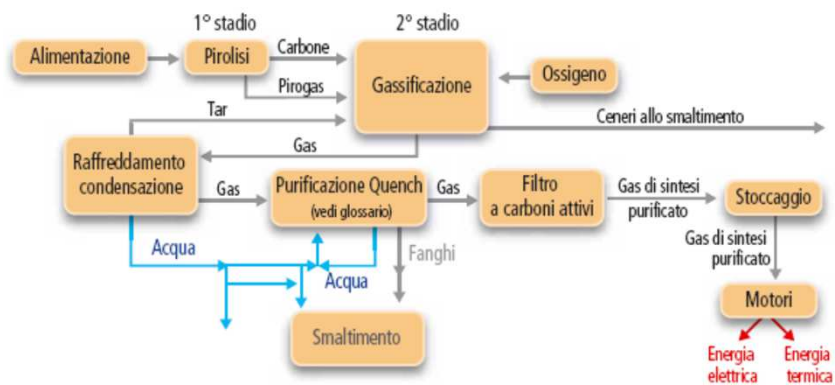 1° stadio
2° stadio
Alimentazione
Pirolisi
Carbone
Pirogas
Gassificazione
Ossigeno
Tar
Ceneri allo smaltimento
Gas
Raffreddamento
condensazione
Gas
Purificazione Quench
(vedi glossario)
Gas
Filtro
a carboni attivi
Gas di sintesi
purificato
Stoccaggio
Acqua
Acqua
Fanghi
Gas di sintesi
purificato
Smaltimento
Motori
Energia
elettrica
Energia
termica